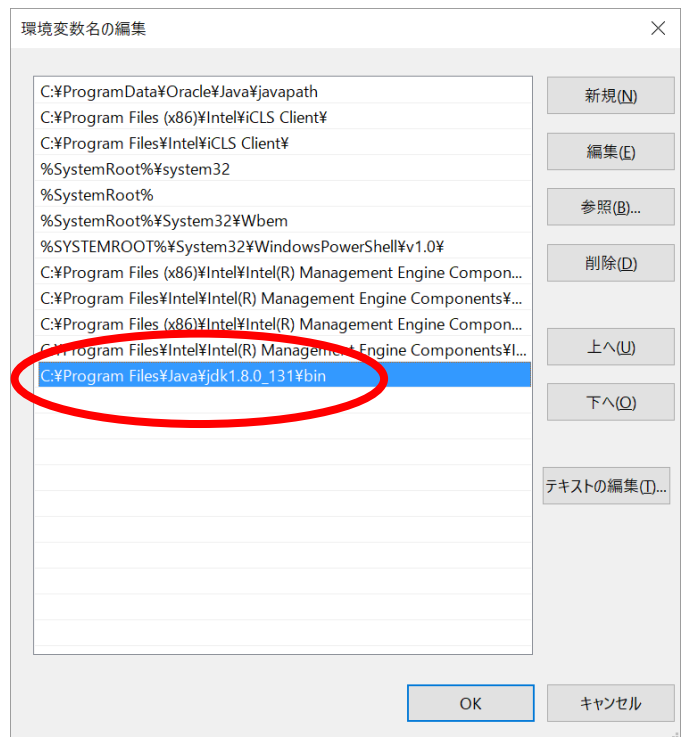 環境変数名の編集
C:¥ProgramData¥Oracle¥Java¥javapath
C:¥Program Files (x86)¥Intel¥iCLS Client¥
C:¥Program Files¥Intel¥iCLS Client¥
%SystemRoot%¥system32
%SystemRoot%
%SystemRoot%¥System32¥Wbem
%SYSTEMROOT%¥System32¥WindowsPowerShell¥v1.0¥
C:¥Program Files (x86)¥Intel¥Intel(R) Management Engine Compon...
C:¥Program Files¥Intel¥Intel(R) Management Engine Components¥...
C:¥Program Files (x86)¥Intel¥Intel(R) Management Engine Compon...
C:¥Program Files¥Intel¥Intel(R) Management Engine Components¥I...
C:¥Program Files¥Java¥jdk1.8.0_131¥bin
新規(N)
編集(E)
参照(B)...
削除(D)
上へ(U)
下へ(O)
テキストの編集(T)...
OK
キャンセル